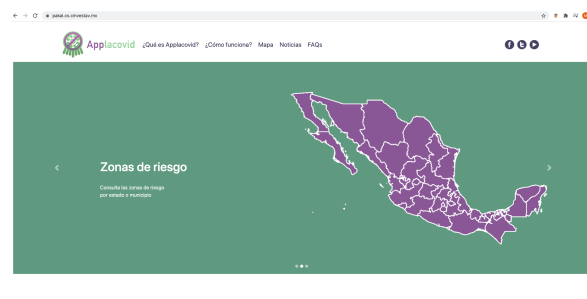 pakal.cs.cinvestav.mx
Applacovid ¿Qué es Applacovid? ¿Cómo funciona? Mapa Noticias FAQs
Zonas de riesgo
Consulta las zonas de riesgo
por estado o municipio